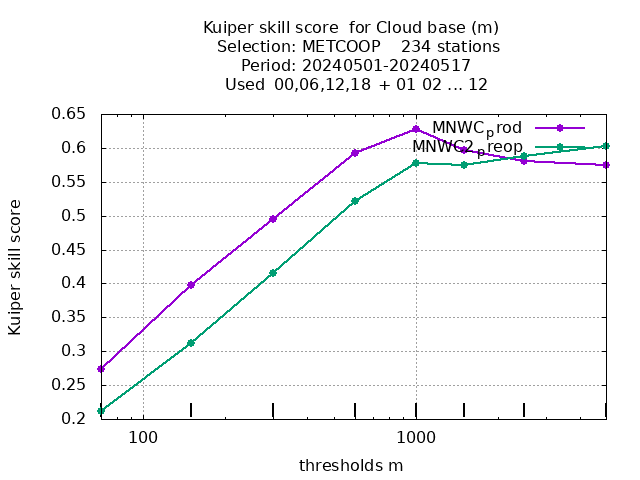 Kuiper skill score  for Cloud base (m)
Selection: METCOOP    234 stations
Period: 20240501-20240517
Used  00,06,12,18 + 01 02 ... 12
MNWC_prod
MNWC2_preop
0.65
0.6
0.55
0.5
0.45
0.4
0.35
0.3
0.25
0.2
Kuiper skill score
100
1000
thresholds m